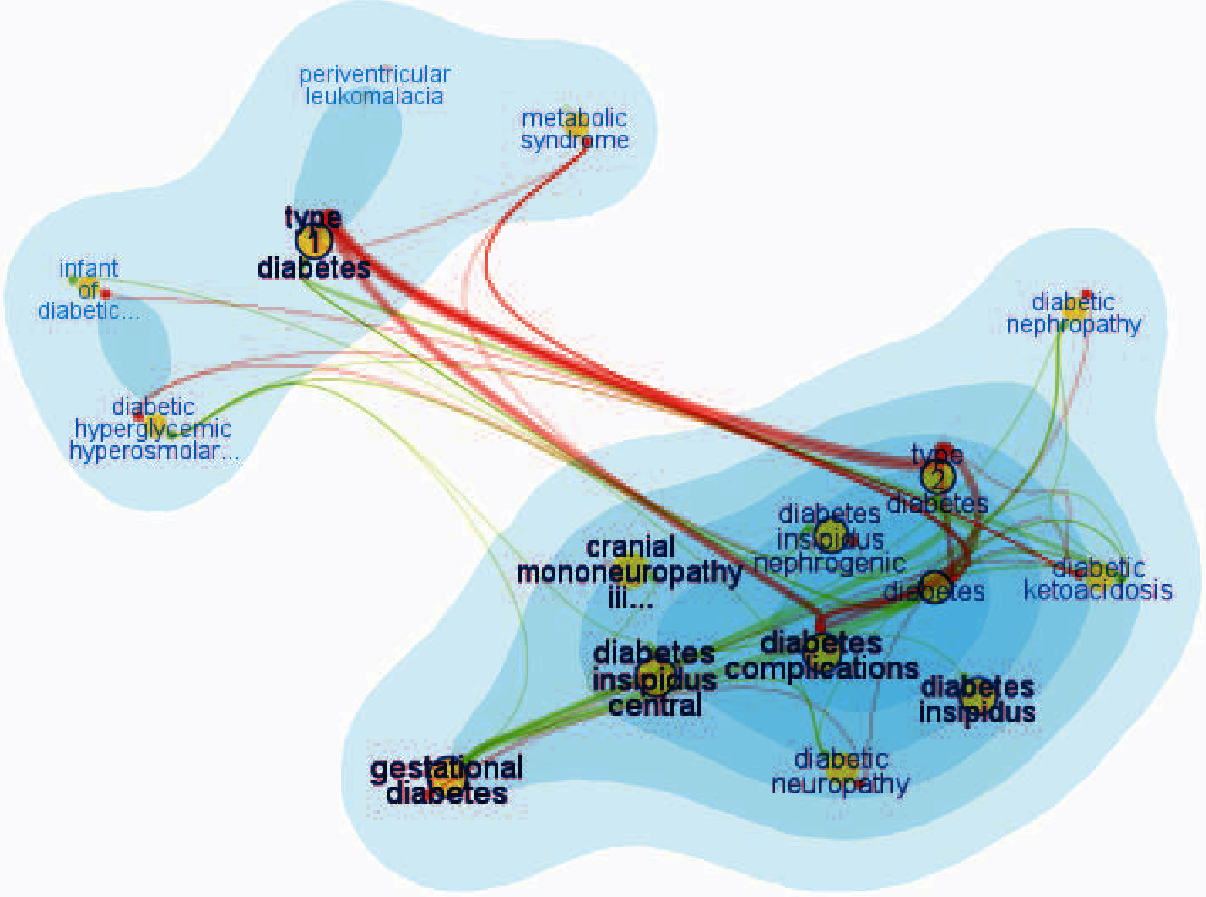 periventricular
leukomalacia
metabolic
syndrome
type
1
diabetes
infant
of
diabetic...
diabetic
nephropathy
diabetic
hyperglycemic
hyperosmolar...
type
2
diabetes
diabetes
insipidus
nephrogenic
cranial
mononeuropathy
iii...
diabetic
ketoacidosis
diabetes
diabetes
complications
diabetes
insipidus
central
diabetes
insipidus
diabetic
neuropathy
gestational
diabetes